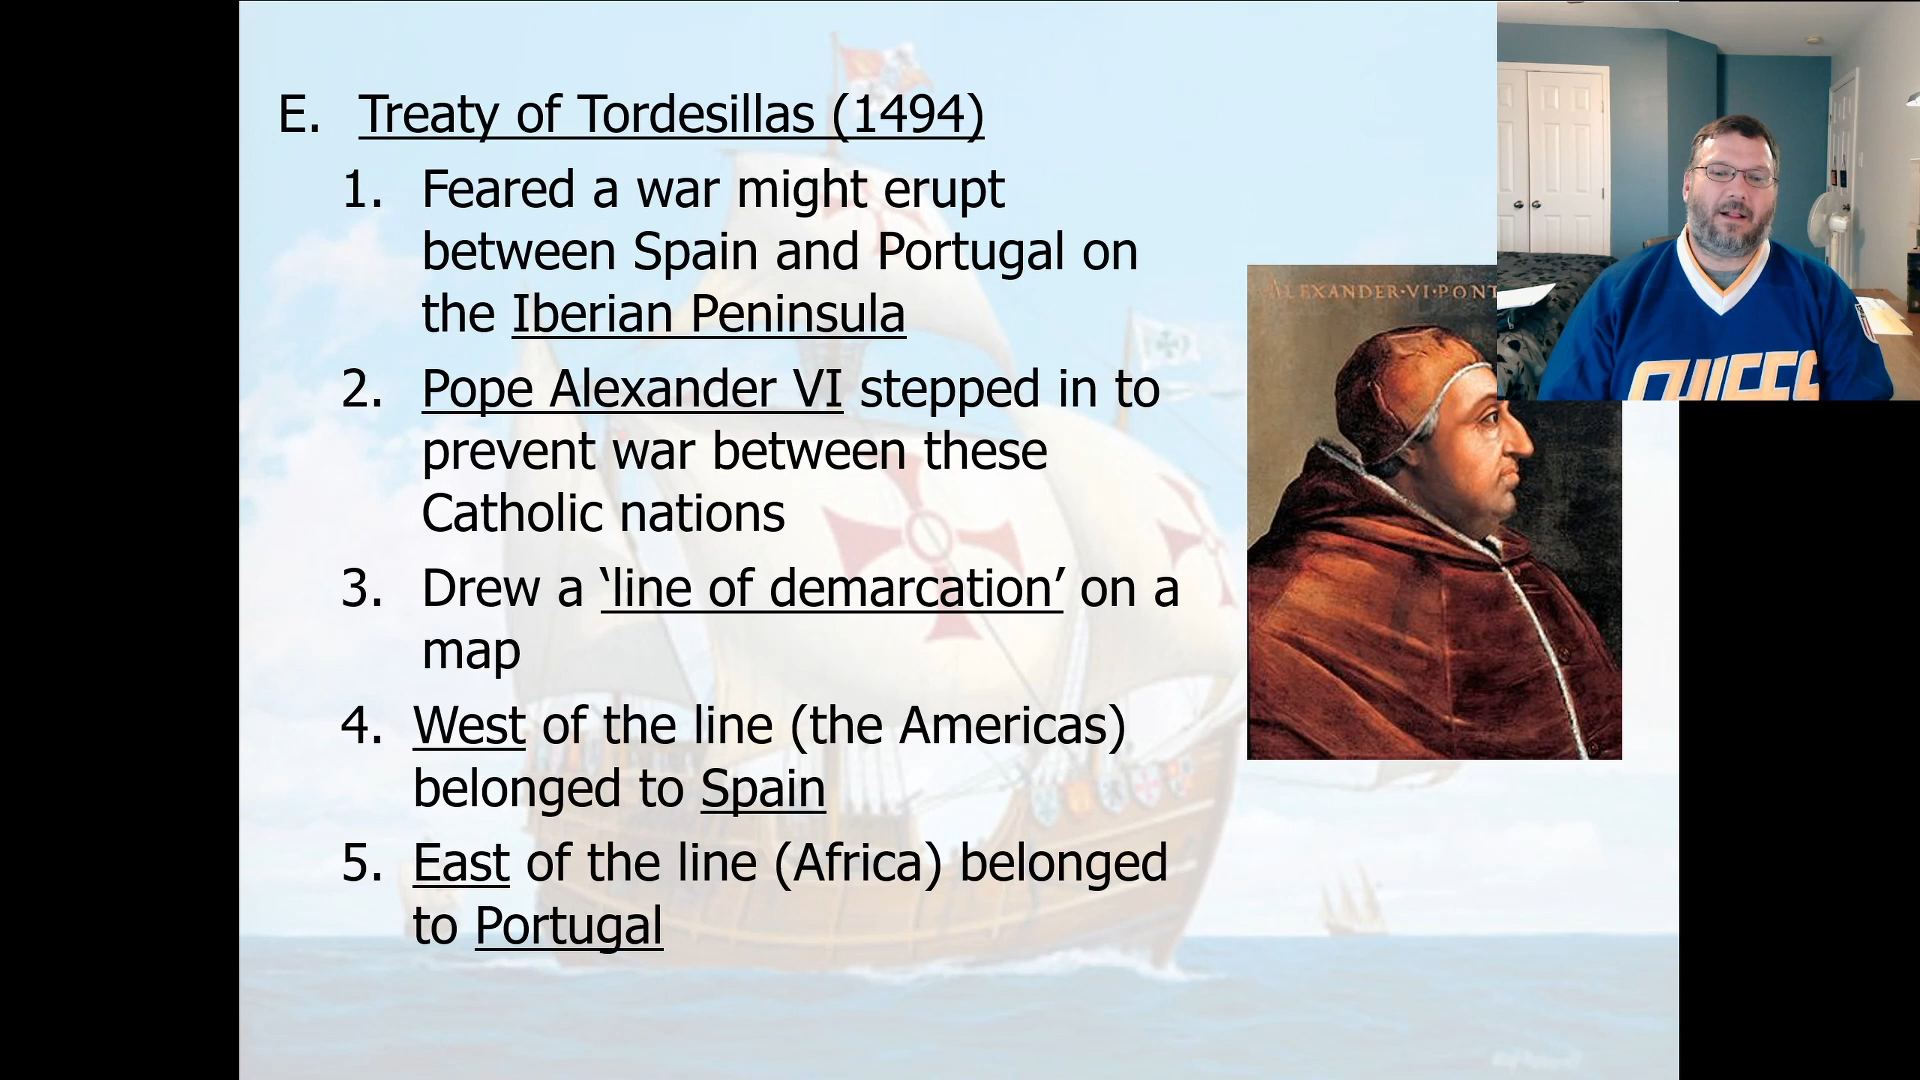 E. Treaty of Tordesillas (1494)
1. Feared a war might erupt
between Spain and Portugal on
the Iberian Peninsula
2. Pope Alexander VI stepped in to
prevent war between these
Catholic nations
3. Drew a ‘line of demarcation’ on a
map
4. West of the line (the Americas)
belonged to Spain
5. East of the line (Africa) belonged
to Portugal
ALEXANDER·VI·PONT
CHIEFS